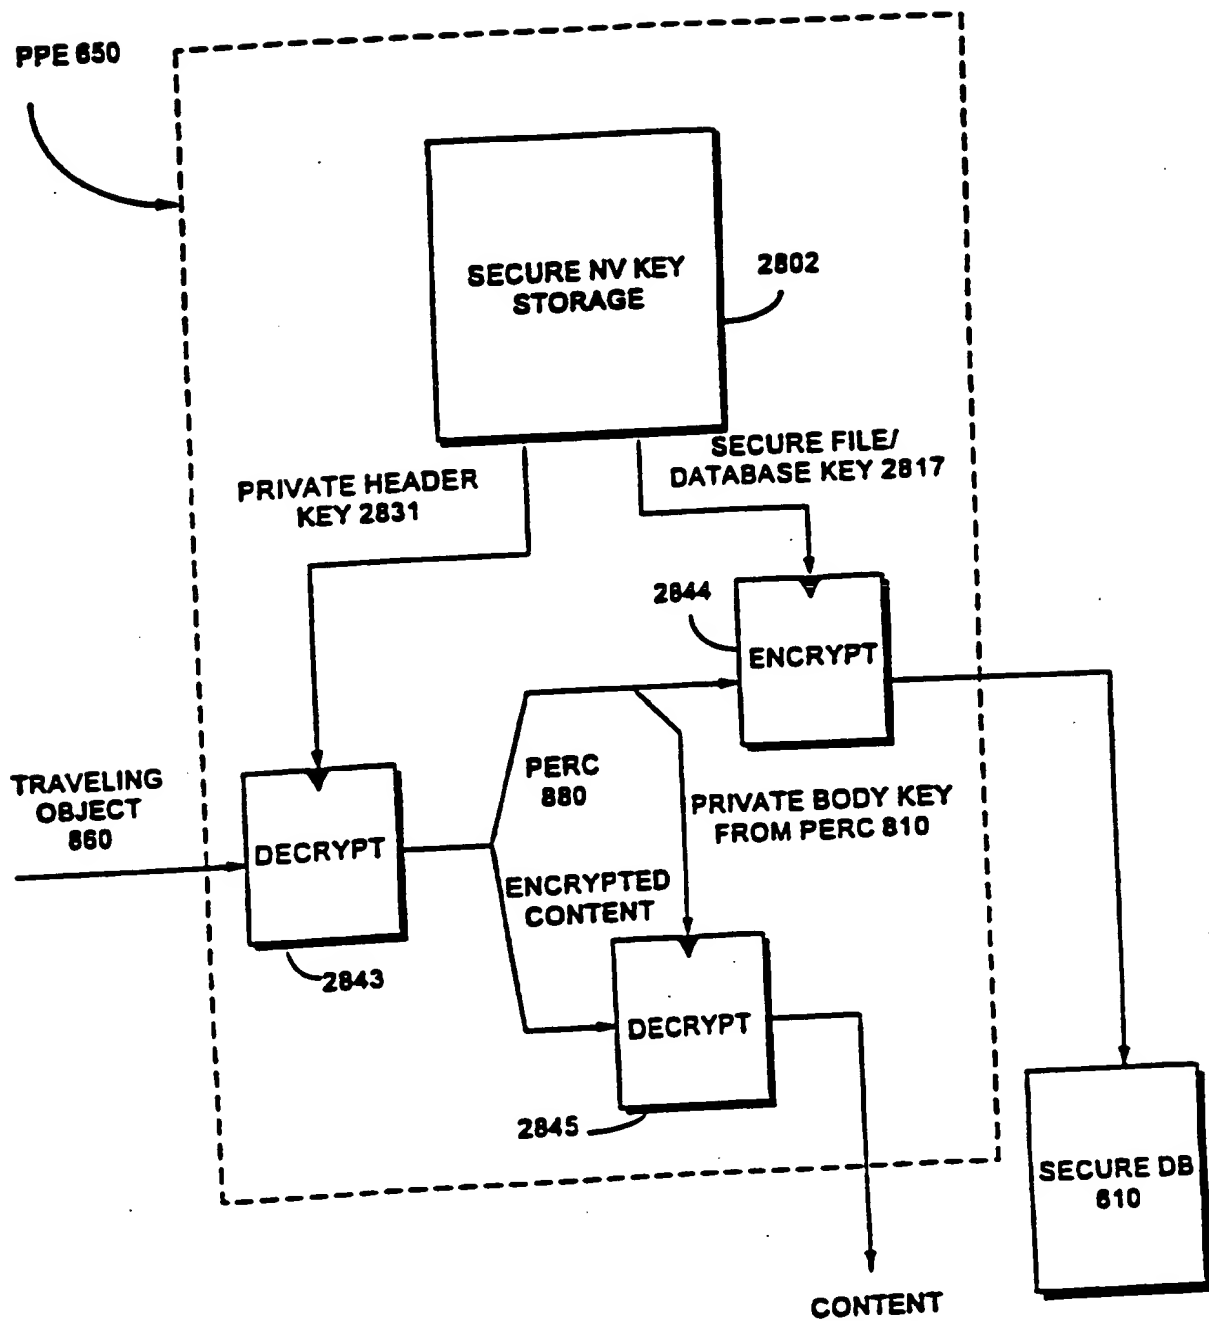 PPE 650
SECURE NV KEY
STORAGE
2802
SECURE FILE/
DATABASE KEY 2817
PRIVATE HEADER
KEY 2831
2844
ENCRYPT
TRAVELING
OBJECT
860
DECRYPT
2843
PERC
880
PRIVATE BODY KEY
FROM PERC 810
ENCRYPTED
CONTENT
DECRYPT
2845
SECURE DB
610
CONTENT